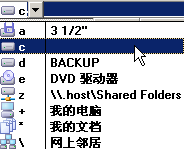 c
a 3 1/2"
c
d BACKUP
e DVD 驱动器
z \\.host\Shared Folders
+ 我的电脑
* 我的文档
\ 网上邻居